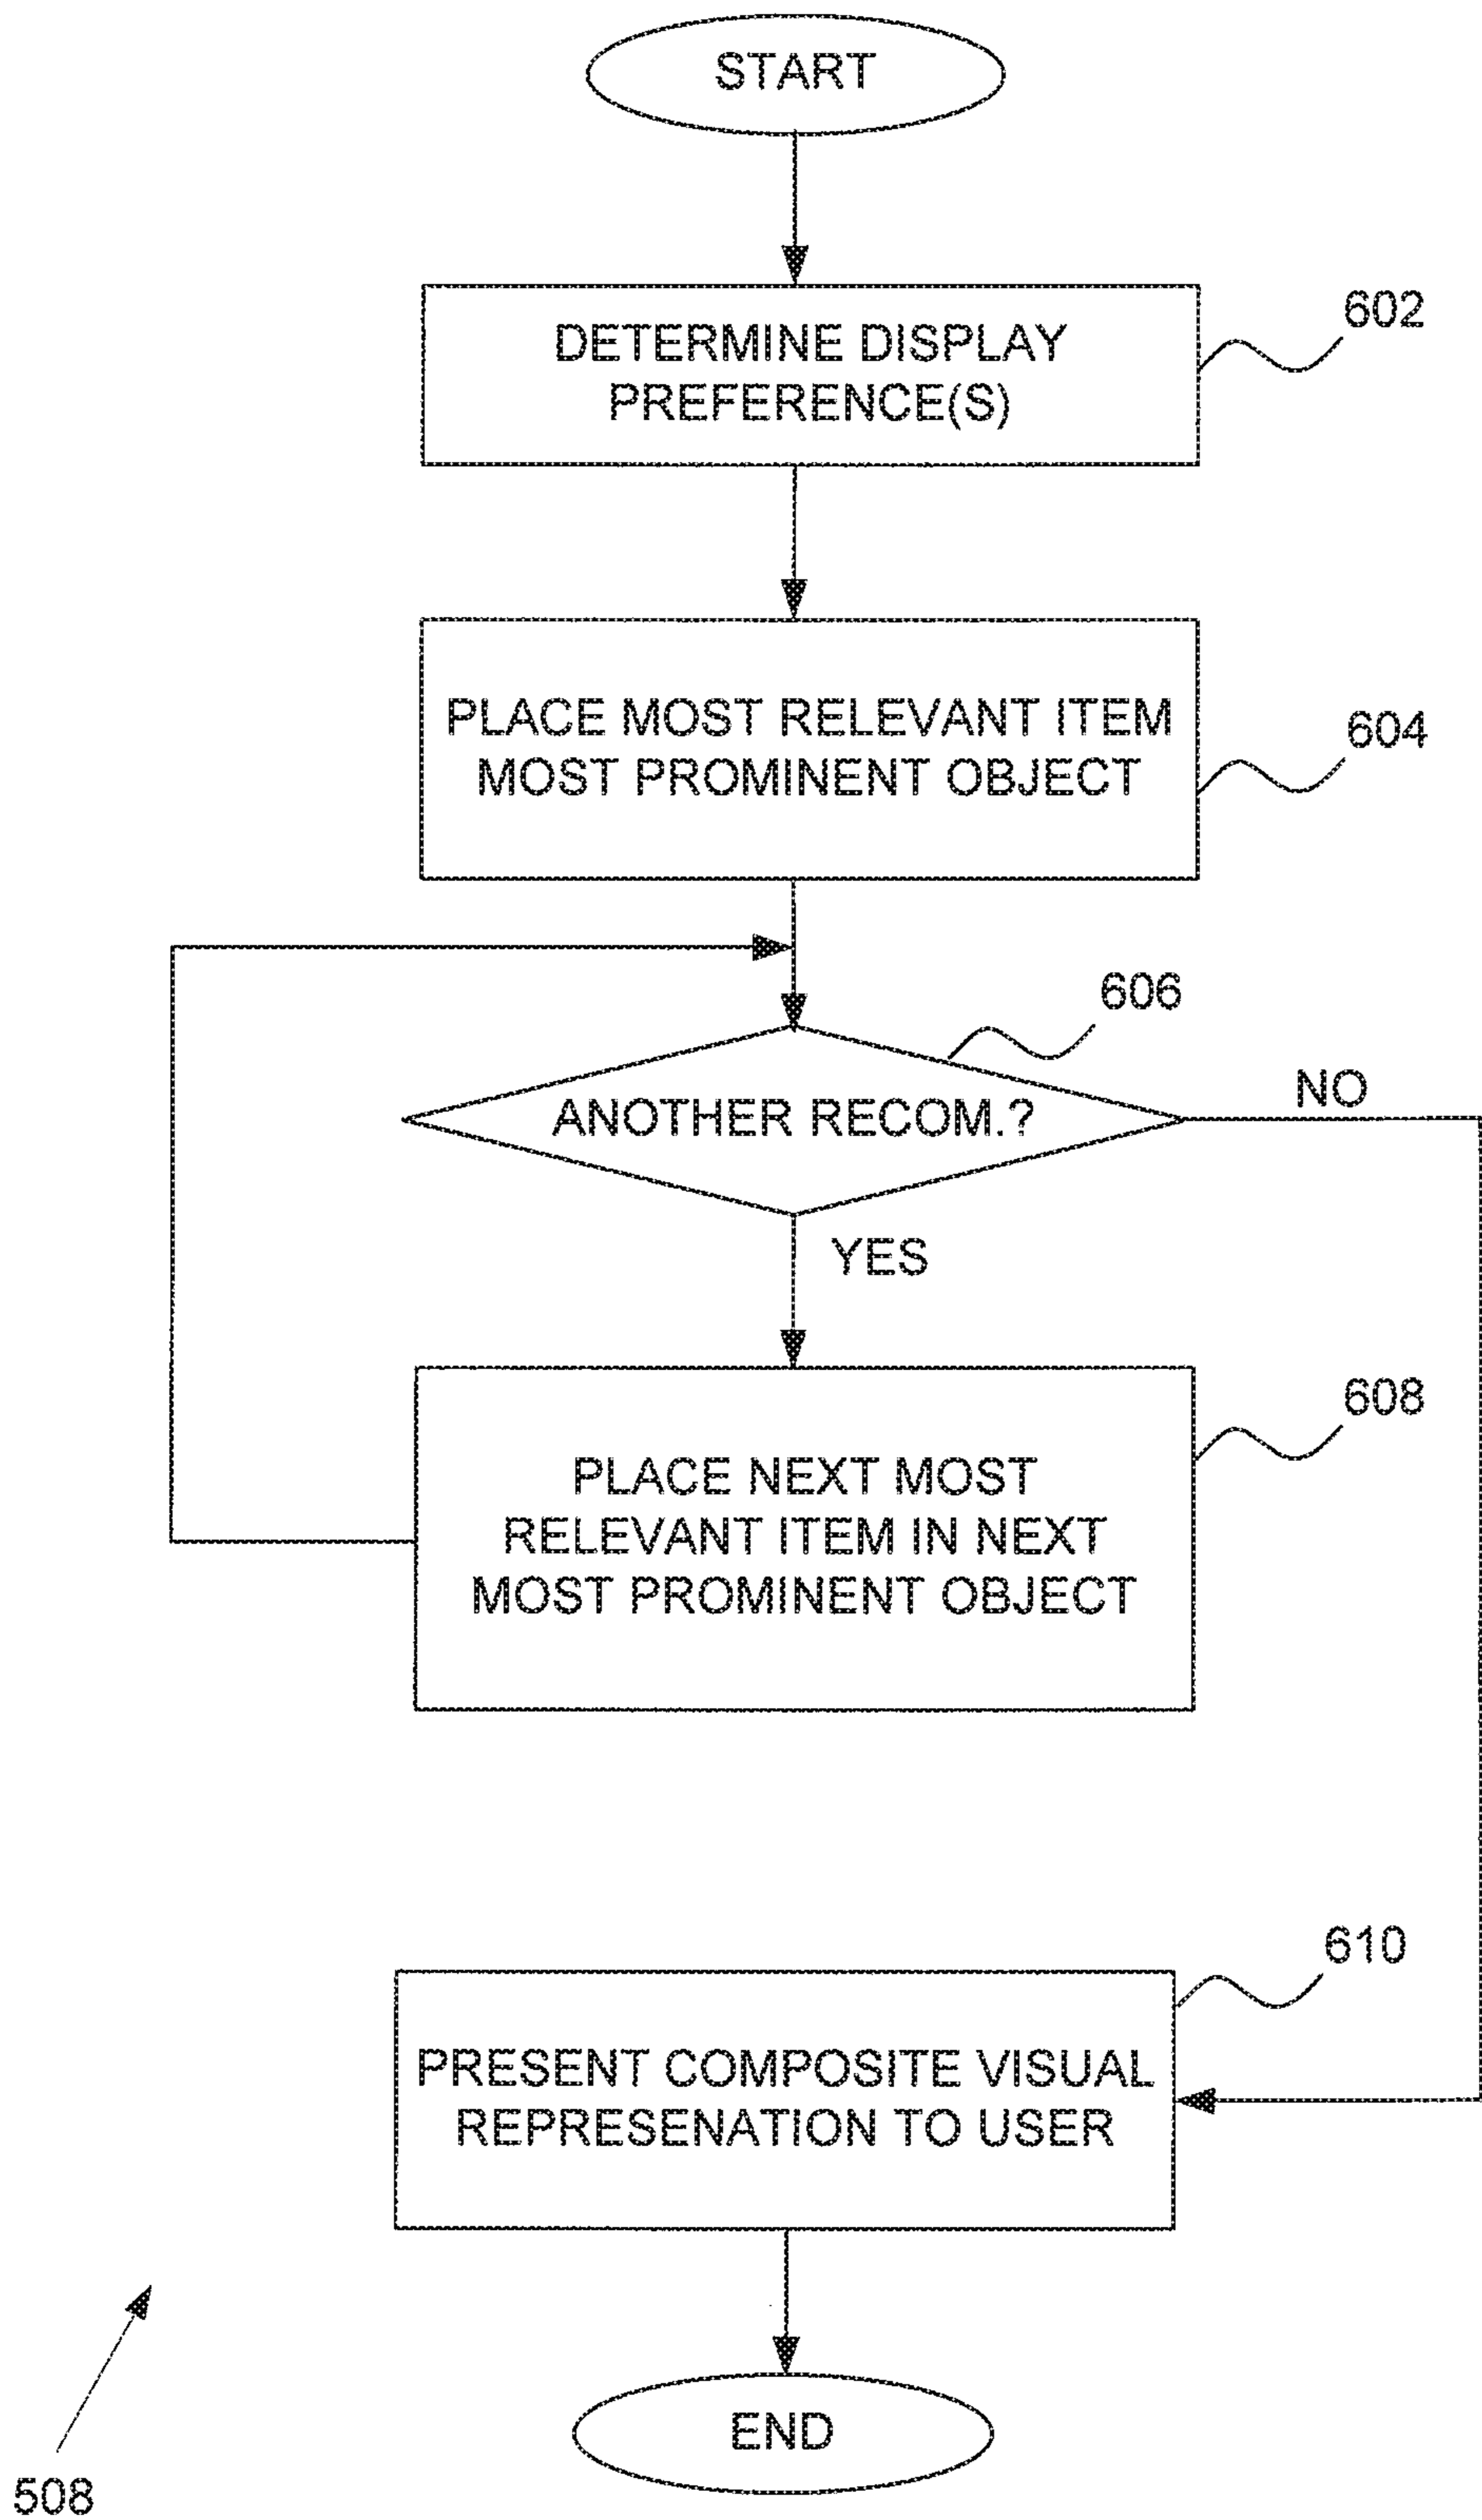 START
DETERMINE DISPLAY
PREFERENCE(S)
602
PLACE MOST RELEVANT ITEM
MOST PROMINENT OBJECT
604
606
ANOTHER RECOM.?
NO
YES
608
PLACE NEXT MOST
RELEVANT ITEM IN NEXT
MOST PROMINENT OBJECT
610
PRESENT COMPOSITE VISUAL
REPRESENATION TO USER
END
508